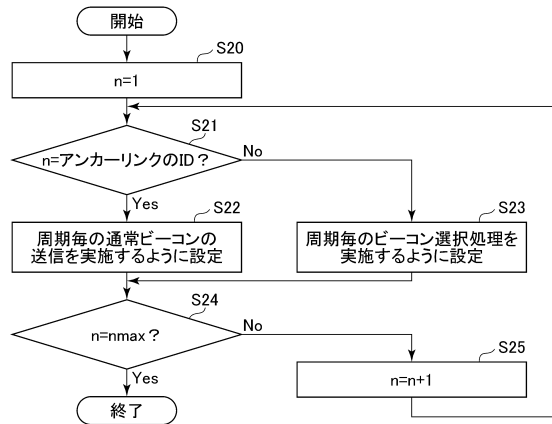 開始
S20
n=1
S21
n=アンカーリンクのID？
No
Yes
S22
周期毎の通常ビーコンの
送信を実施するように設定
S23
周期毎のビーコン選択処理を
実施するように設定
S24
n=nmax？
No
Yes
S25
n=n+1
終了